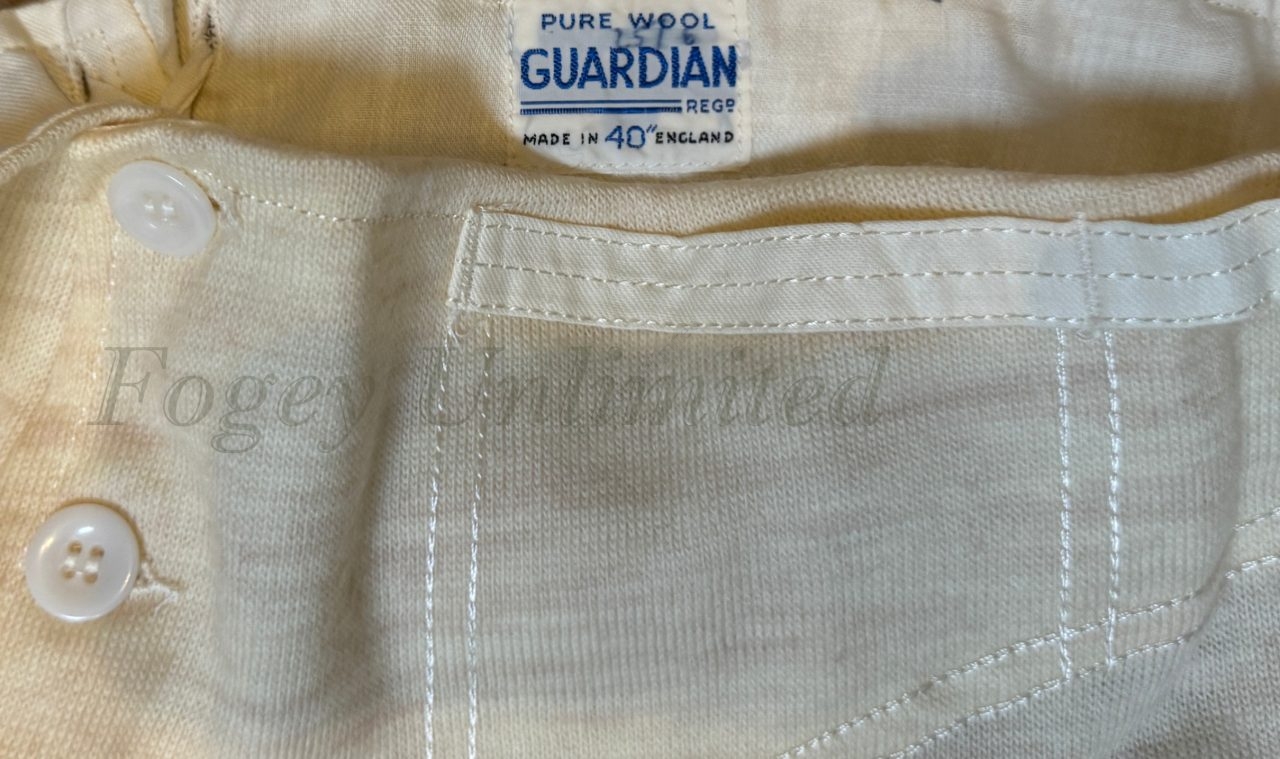 PURE WOOL
GUARDIAN
REGD
MADE IN 40" ENGLAND
Fogey Unlimited